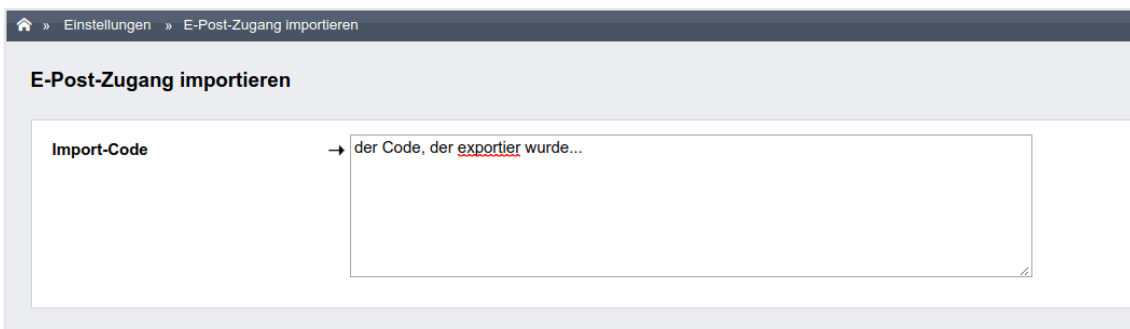 » Einstellungen » E-Post-Zugang importieren
E-Post-Zugang importieren
Import-Code → der Code, der exportier wurde...